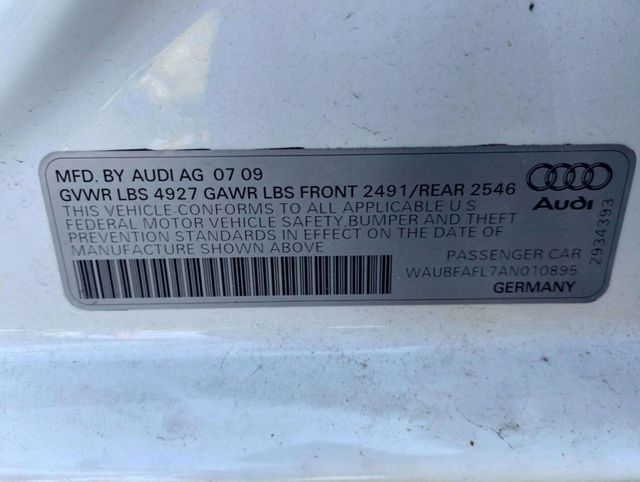 MFD. BY AUDI AG 07 09
GVWR LBS 4927 GAWR LBS FRONT 2491/REAR 2546
THIS VEHICLE CONFORMS TO ALL APPLICABLE U S
FEDERAL MOTOR VEHICLE SAFETY, BUMPER AND THEFT
PREVENTION STANDARDS IN EFFECT ON THE DATE OF
MANUFACTURE SHOWN ABOVE
PASSENGER CAR
WAUBFAFL7AN010895
GERMANY
Audi
2934393